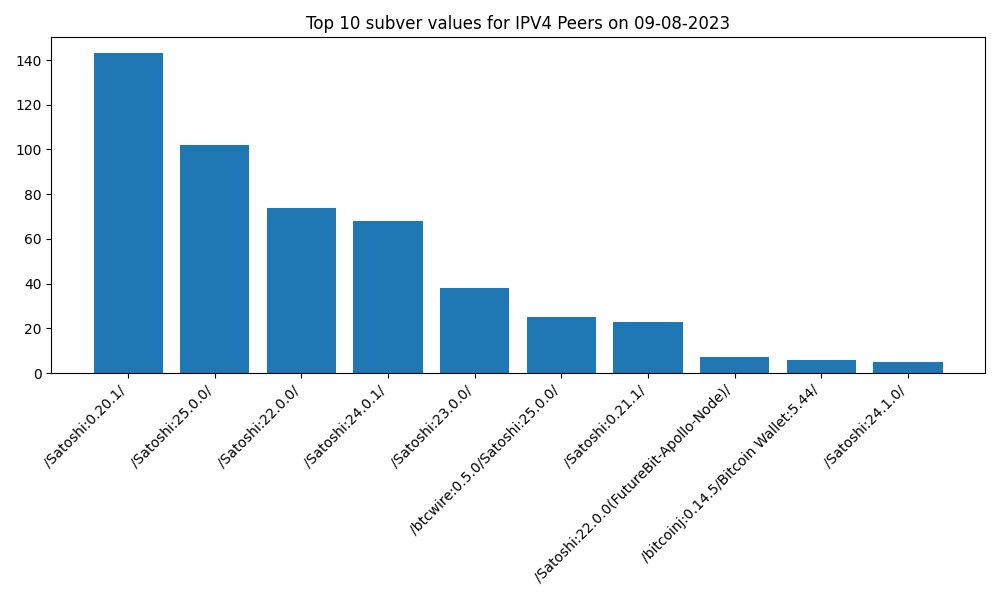 Top 10 subver values for IPV4 Peers on 09-08-2023
140
120
100
80
60
40
20
0
/Satoshi:0.20.1/
/Satoshi:25.0.0/
/Satoshi:22.0.0/
/Satoshi:24.0.1/
/Satoshi:23.0.0/
/btcwire:0.5.0/Satoshi:25.0.0/
/Satoshi:0.21.1/
/Satoshi:22.0.0(FutureBit-Apollo-Node)/
/bitcoinj:0.14.5/Bitcoin Wallet:5.44/
/Satoshi:24.1.0/